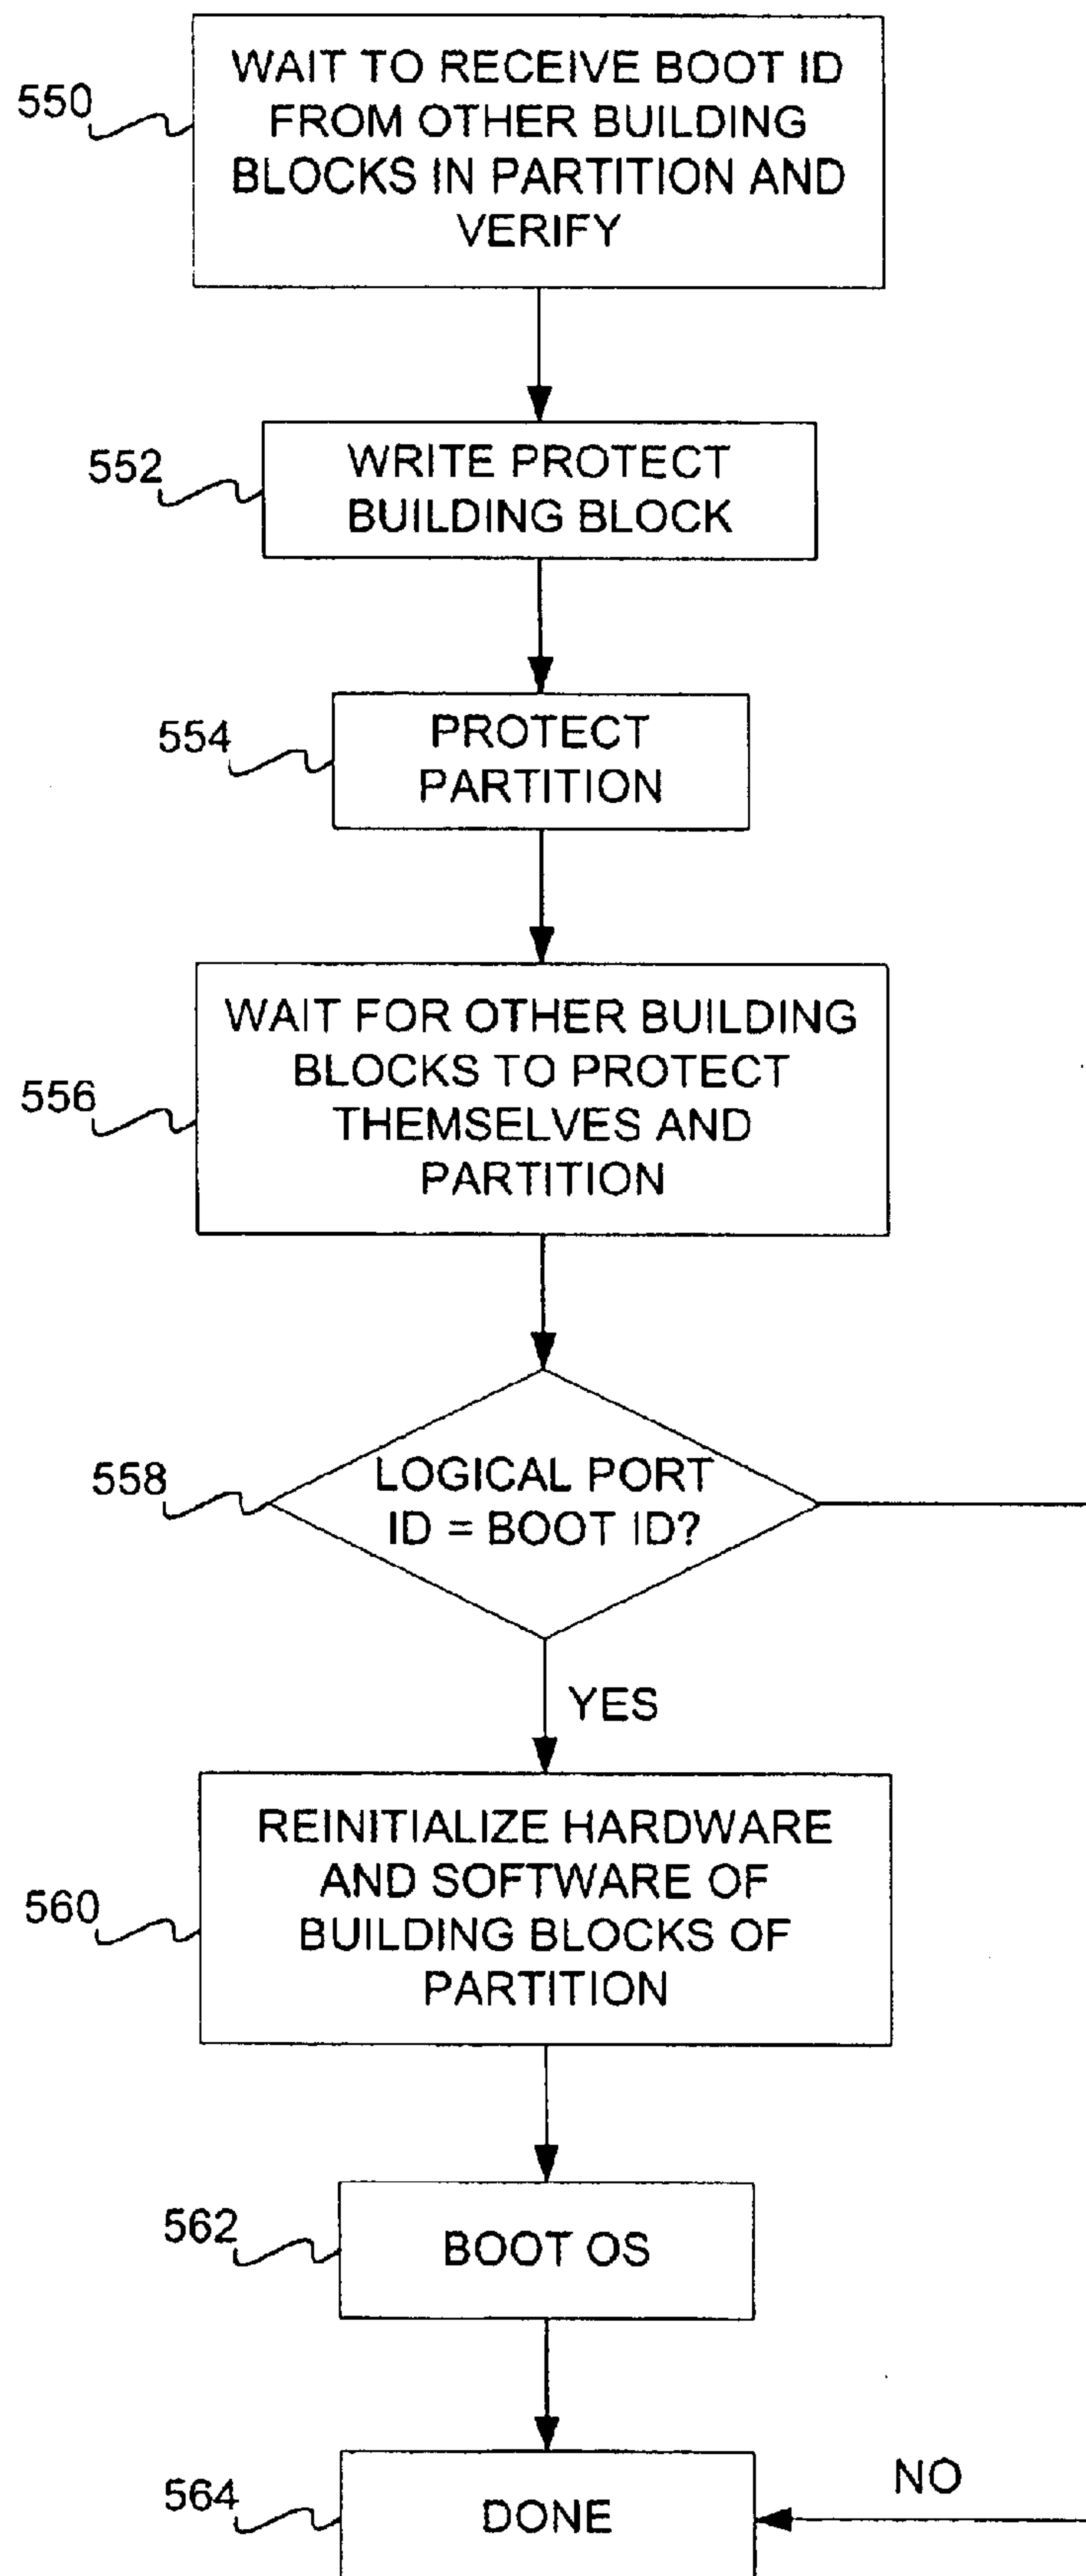 550
WAIT TO RECEIVE BOOT ID
FROM OTHER BUILDING
BLOCKS IN PARTITION AND
VERIFY
552
WRITE PROTECT
BUILDING BLOCK
554
PROTECT
PARTITION
556
WAIT FOR OTHER BUILDING
BLOCKS TO PROTECT
THEMSELVES AND
PARTITION
558
LOGICAL PORT
ID = BOOT ID?
YES
560
REINITIALIZE HARDWARE
AND SOFTWARE OF
BUILDING BLOCKS OF
PARTITION
562
BOOT OS
564
DONE
NO